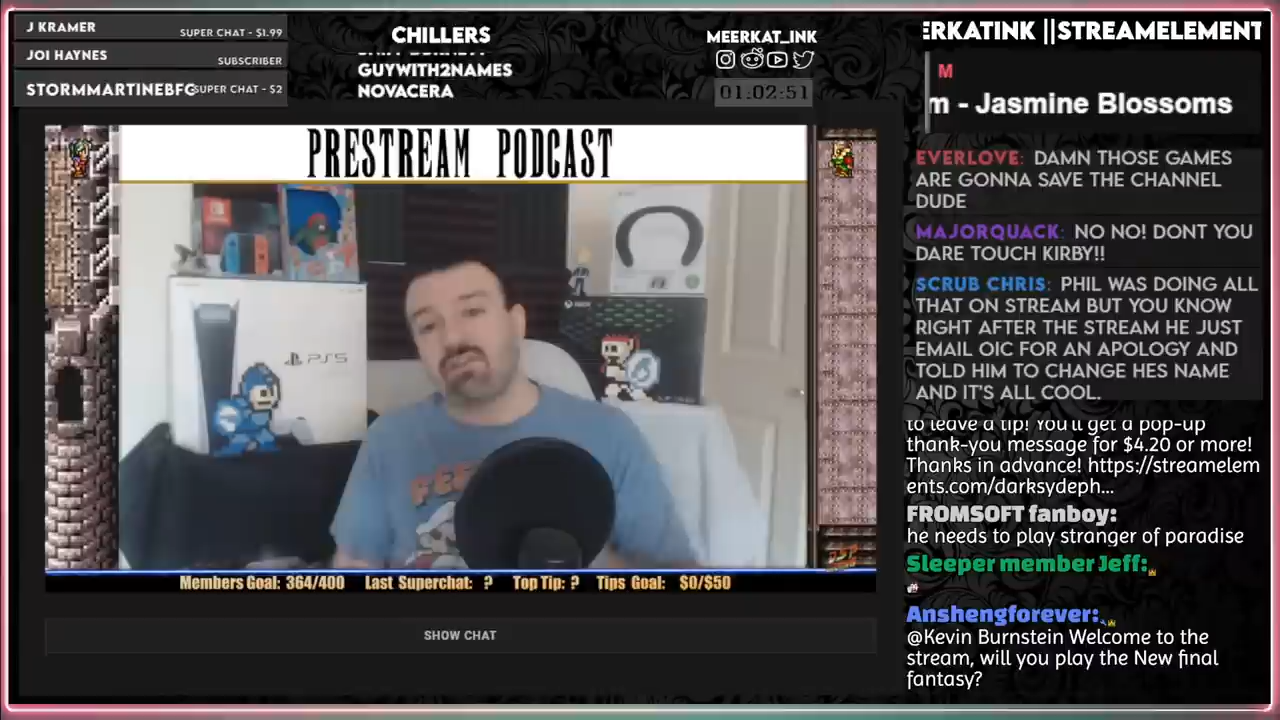 J KRAMER
SUPER CHAT - $1.99
JOI HAYNES
SUBSCRIBER
STORMMARTINEBFG
SUPER CHAT - $2
CHILLERS
GUYWITH2NAMES
NOVACERA
MEERKAT_INK
01:02:51
ERKATINK ||STREAMELEMENT
M
m - Jasmine Blossoms
PRESTREAM PODCAST
PS5
XBOX
Members Goal: 364/400 Last Superchat: ? Top Tip: ? Tips Goal: $0/$50
SHOW CHAT
EVERLOVE: DAMN THOSE GAMES
ARE GONNA SAVE THE CHANNEL
DUDE
MAJORQUACK: NO NO! DONT YOU
DARE TOUCH KIRBY!!
SCRUB CHRIS: PHIL WAS DOING ALL
THAT ON STREAM BUT YOU KNOW
RIGHT AFTER THE STREAM HE JUST
EMAIL OIC FOR AN APOLOGY AND
TOLD HIM TO CHANGE HES NAME
AND IT'S ALL COOL.
to leave a tip! You'll get a pop-up
thank-you message for $4.20 or more!
Thanks in advance! https://streamelem
ents.com/darksydeph...
FROMSOFT fanboy:
he needs to play stranger of paradise
Sleeper member Jeff:
Anshengforever:
@Kevin Burnstein Welcome to the
stream, will you play the New final
fantasy?